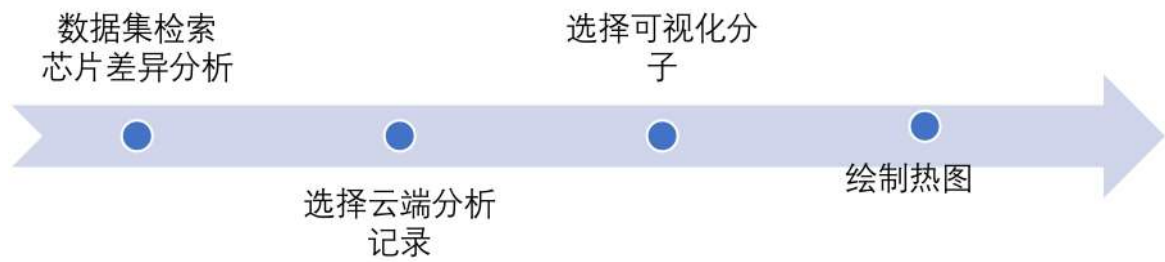 数据集检索
芯片差异分析
选择云端分析
记录
选择可视化分
子
绘制热图